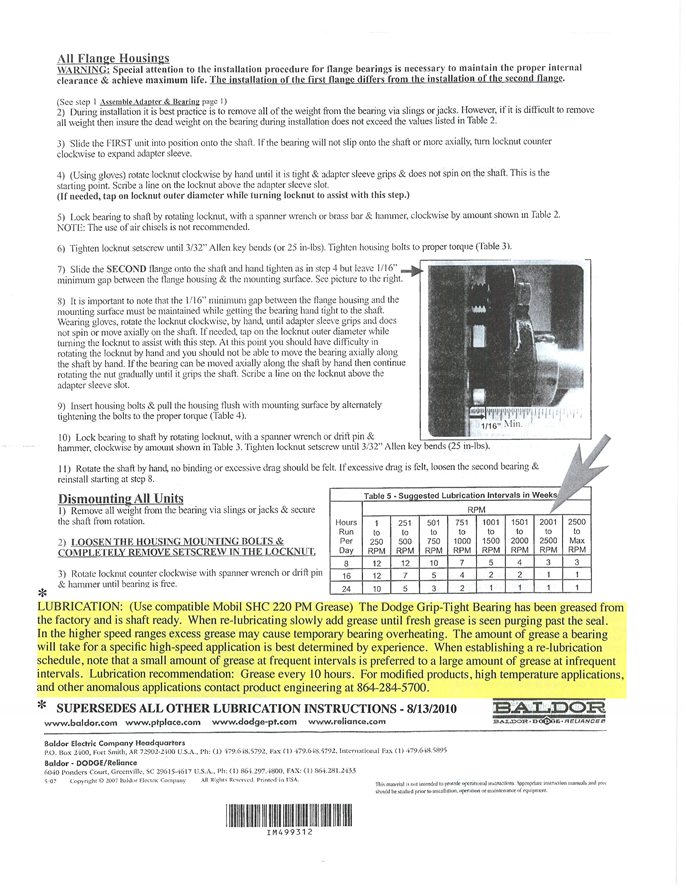 All Flange Housings
WARNING: Special attention to the installation procedure for flange bearings is necessary to maintain the proper internal
clearance & achieve maximum life. The installation of the first flange differs from the installation of the second flange.
(See step 1 Assemble Adapter & Bearing page 1)
2) During installation it is best practice is to remove all of the weight from the bearing via slings or jacks. However, if it is difficult to remove
all weight then insure the dead weight on the bearing during installation does not exceed the values listed in Table 2.
3) Slide the FIRST unit into position onto the shaft. If the bearing will not slip onto the shaft or more axially, turn locknut counter
clockwise to expand adapter sleeve.
4) (Using gloves) rotate locknut clockwise by hand until it is tight & adapter sleeve grips & does not spin on the shaft. This is the
starting point. Scribe a line on the locknut above the adapter sleeve slot.
(If needed, tap on locknut outer diameter while turning locknut to assist with this step.)
5) Lock bearing to shaft by rotating locknut, with a spanner wrench or brass bar & hammer, clockwise by amount shown in Table 2.
NOTE: The use of air chisels is not recommended.
6) Tighten locknut setscrew until 3/32" Allen key bends (or 25 in-lbs). Tighten housing bolts to proper torque (Table 3).
7) Slide the SECOND flange onto the shaft and hand tighten as in step 4 but leave 1/16"
minimum gap between the flange housing & the mounting surface. See picture to the right.
8) It is important to note that the 1/16" minimum gap between the flange housing and the
mounting surface must be maintained while getting the bearing hand tight to the shaft.
Wearing gloves, rotate the locknut clockwise, by hand, until adapter sleeve grips and does
not spin or move axially on the shaft. If needed, tap on the locknut outer diameter while
turning the locknut to assist with this step. At this point you should have difficulty in
rotating the locknut by hand and you should not be able to move the bearing axially along
the shaft by hand. If the bearing can be moved axially along the shaft by hand then continue
rotating the nut gradually until it grips the shaft. Scribe a line on the locknut above the
adapter sleeve slot.
1/16" Min.
9) Insert housing bolts & pull the housing flush with mounting surface by alternately
tightening the bolts to the proper torque (Table 4).
10) Lock bearing to shaft by rotating locknut, with a spanner wrench or drift pin &
hammer, clockwise by amount shown in Table 3. Tighten locknut setscrew until 3/32" Allen key bends (25 in-lbs).
11) Rotate the shaft by hand, no binding or excessive drag should be felt. If excessive drag is felt, loosen the second bearing &
reinstall starting at step 8.
Dismounting All Units
1) Remove all weight from the bearing via slings or jacks & secure
the shaft from rotation.
2) LOOSEN THE HOUSING MOUNTING BOLTS &
COMPLETELY REMOVE SETSCREW IN THE LOCKNUT.
3) Rotate locknut counter clockwise with spanner wrench or drift pin
& hammer until bearing is free.
Table 5 - Suggested Lubrication Intervals in Weeks
RPM
Hours 1 251 501 751 1001 1501 2001 2500
Run to to to to to to to to
Per 250 500 750 1000 1500 2000 2500 Max
Day RPM RPM RPM RPM RPM RPM RPM RPM
8 12 12 10 7 5 4 3 3
16 12 7 5 4 2 2 1 1
24 10 5 3 2 1 1 1 1
*
LUBRICATION: (Use compatible Mobil SHC 220 PM Grease) The Dodge Grip-Tight Bearing has been greased from
the factory and is shaft ready. When re-lubricating slowly add grease until fresh grease is seen purging past the seal.
In the higher speed ranges excess grease may cause temporary bearing overheating. The amount of grease a bearing
will take for a specific high-speed application is best determined by experience. When establishing a re-lubrication
schedule, note that a small amount of grease at frequent intervals is preferred to a large amount of grease at infrequent
intervals. Lubrication recommendation: Grease every 10 hours. For modified products, high temperature applications,
and other anomalous applications contact product engineering at 864-284-5700.
* SUPERSEDES ALL OTHER LUBRICATION INSTRUCTIONS - 8/13/2010
BALDOR
BALDOR·DODGE·RELIANCE
www.baldor.com www.ptplace.com www.dodge-pt.com www.reliance.com
Baldor Electric Company Headquarters
P.O. Box 2400, Fort Smith, AR 72902-2400 U.S.A., Ph: (1) 479.648.5792, Fax (1) 479.648.5792, International Fax (1) 479.648.5895
Baldor - DODGE/Reliance
6040 Ponders Court, Greenville, SC 29615-4617 U.S.A., Ph: (1) 864.297.4800, FAX: (1) 864.281.2433
5-07 Copyright © 2007 Baldor Electric Company All Rights Reserved. Printed in USA.
This material is not intended to provide operational instructions. Appropriate instruction manuals and you
should be studied prior to installation, operation or maintenance of equipment.
IM499312